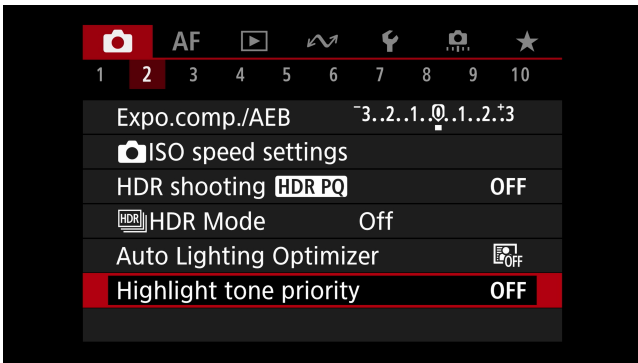 AF
1 2 3 4 5 6 7 8 9 10
Expo.comp./AEB -3..2..1..0..1..2.:+3
ISO speed settings
HDR shooting HDR PQ OFF
HDR HDR Mode Off
Auto Lighting Optimizer OFF
Highlight tone priority OFF